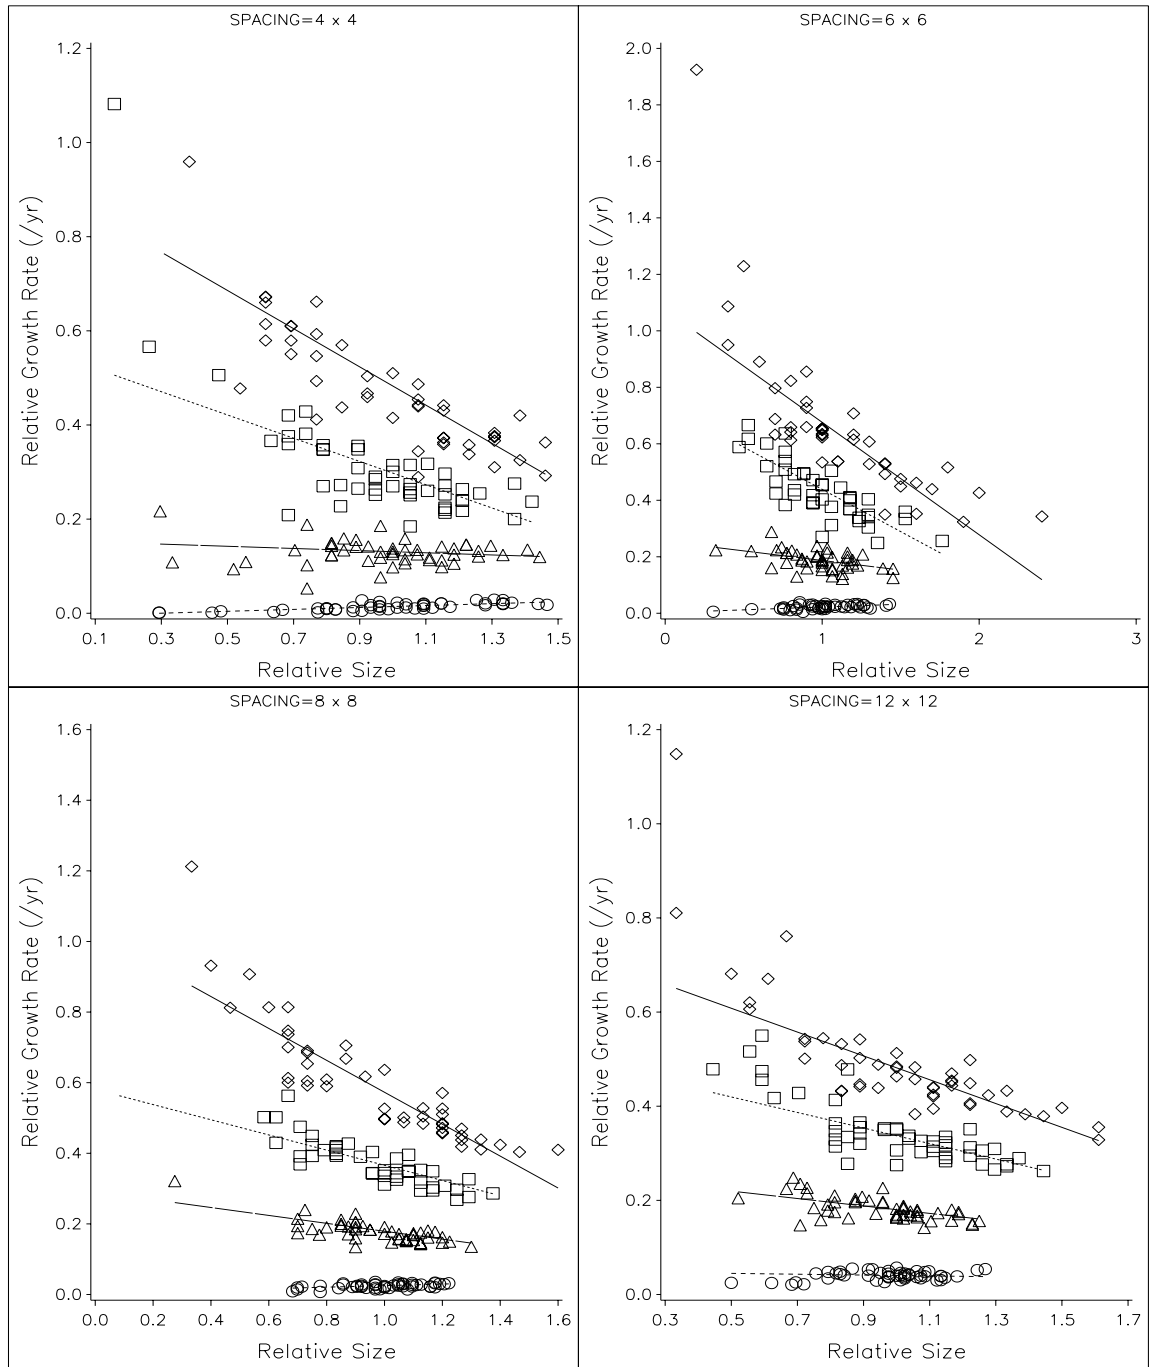 SPACING=4 x 4
1.2
1.0
0.8
0.6
0.4
0.2
0.0
Relative Growth Rate (/yr)
0.1 0.3 0.5 0.7 0.9 1.1 1.3 1.5
Relative Size
SPACING=6 x 6
2.0
1.8
1.6
1.4
1.2
1.0
0.8
0.6
0.4
0.2
0.0
Relative Growth Rate (/yr)
0 1 2 3
Relative Size
SPACING=8 x 8
1.6
1.4
1.2
1.0
0.8
0.6
0.4
0.2
0.0
Relative Growth Rate (/yr)
0.0 0.2 0.4 0.6 0.8 1.0 1.2 1.4 1.6
Relative Size
SPACING=12 x 12
1.2
1.0
0.8
0.6
0.4
0.2
0.0
Relative Growth Rate (/yr)
0.3 0.5 0.7 0.9 1.1 1.3 1.5 1.7
Relative Size